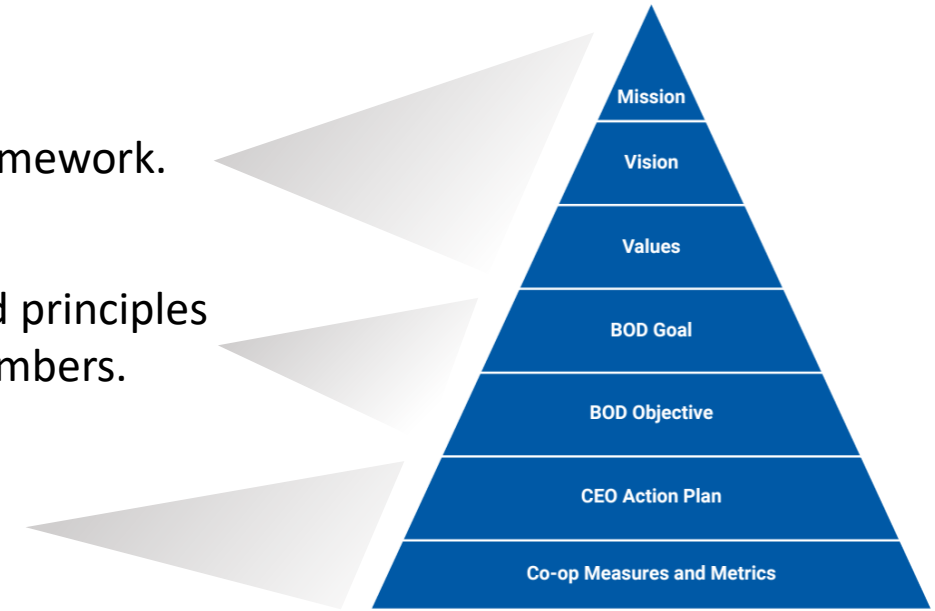 mework.
d principles
mbers.
Mission
Vision
Values
BOD Goal
BOD Objective
CEO Action Plan
Co-op Measures and Metrics